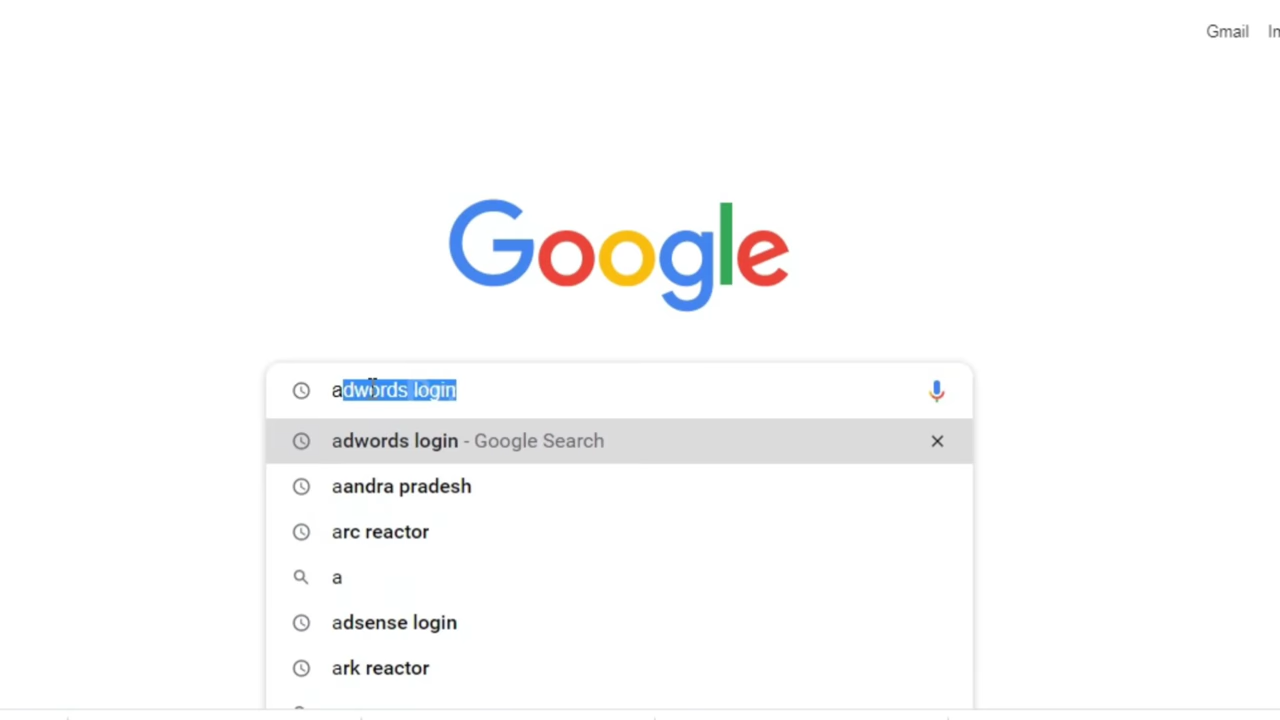 Gmail
Google
adwords login
adwords login - Google Search
aandra pradesh
arc reactor
a
adsense login
ark reactor